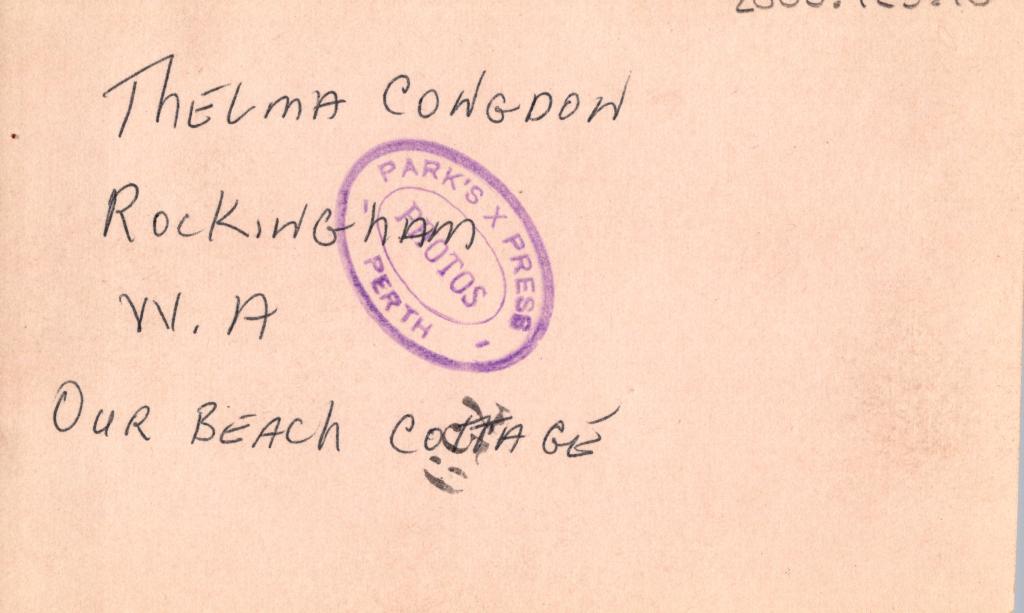 THELMA CONGDON
ROCKINGHAM
W. A
OUR BEACH COTTAGE
PARK'S X PRESS
PHOTOS
PERTH